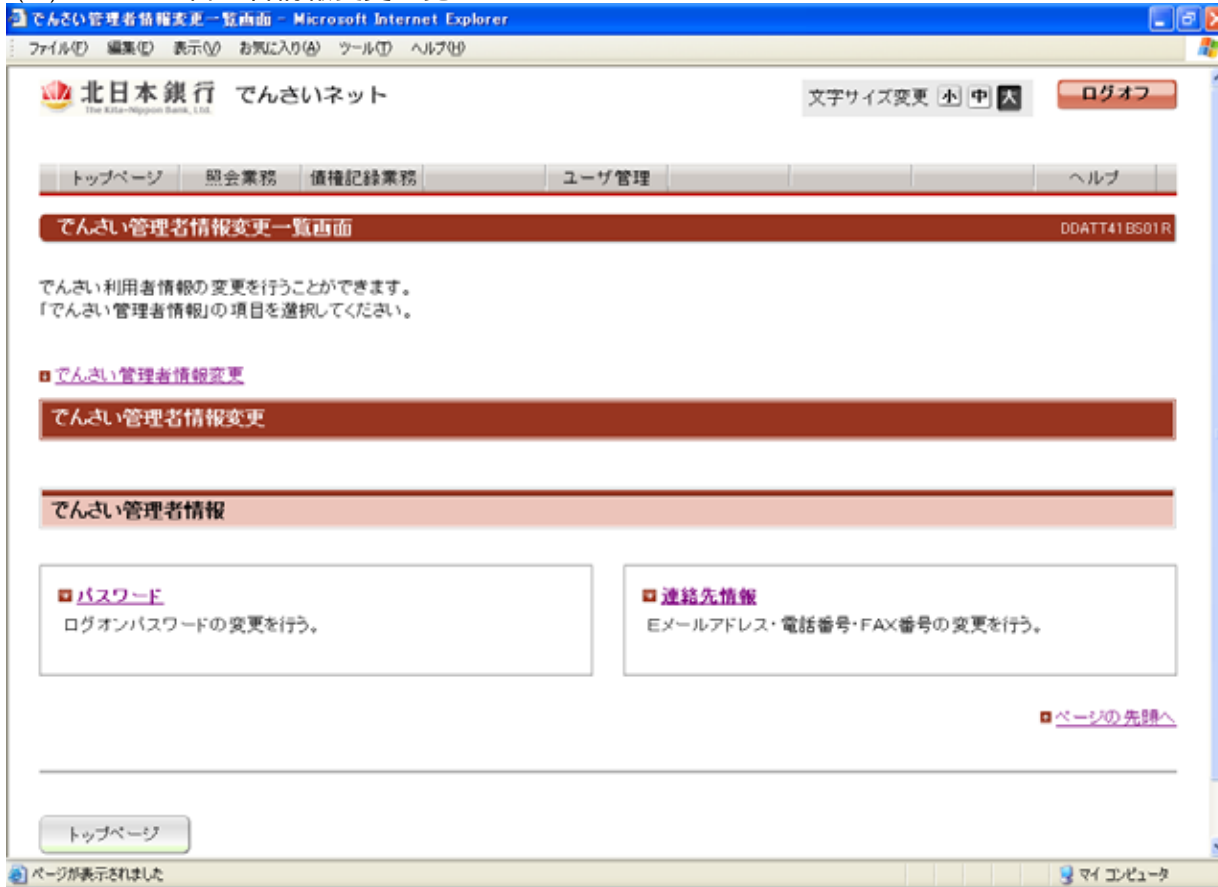 でんさい管理者情報変更一覧画面 - Microsoft Internet Explorer
ファイル(F) 編集(E) 表示(V) お気に入り(A) ツール(T) ヘルプ(H)
北日本銀行 でんさいネット 文字サイズ変更 小 中 大 ログオフ
The Kita-Nippon Bank, Ltd.
トップページ 照会業務 債権記録業務 ユーザ管理 ヘルプ
でんさい管理者情報変更一覧画面 DDATT41BS01R
でんさい利用者情報の変更を行うことができます。
「でんさい管理者情報」の項目を選択してください。
でんさい管理者情報変更
でんさい管理者情報変更
でんさい管理者情報
パスワード
ログオンパスワードの変更を行う。
連絡先情報
Eメールアドレス・電話番号・FAX番号の変更を行う。
ページの先頭へ
トップページ
ページが表示されました マイ コンピュータ